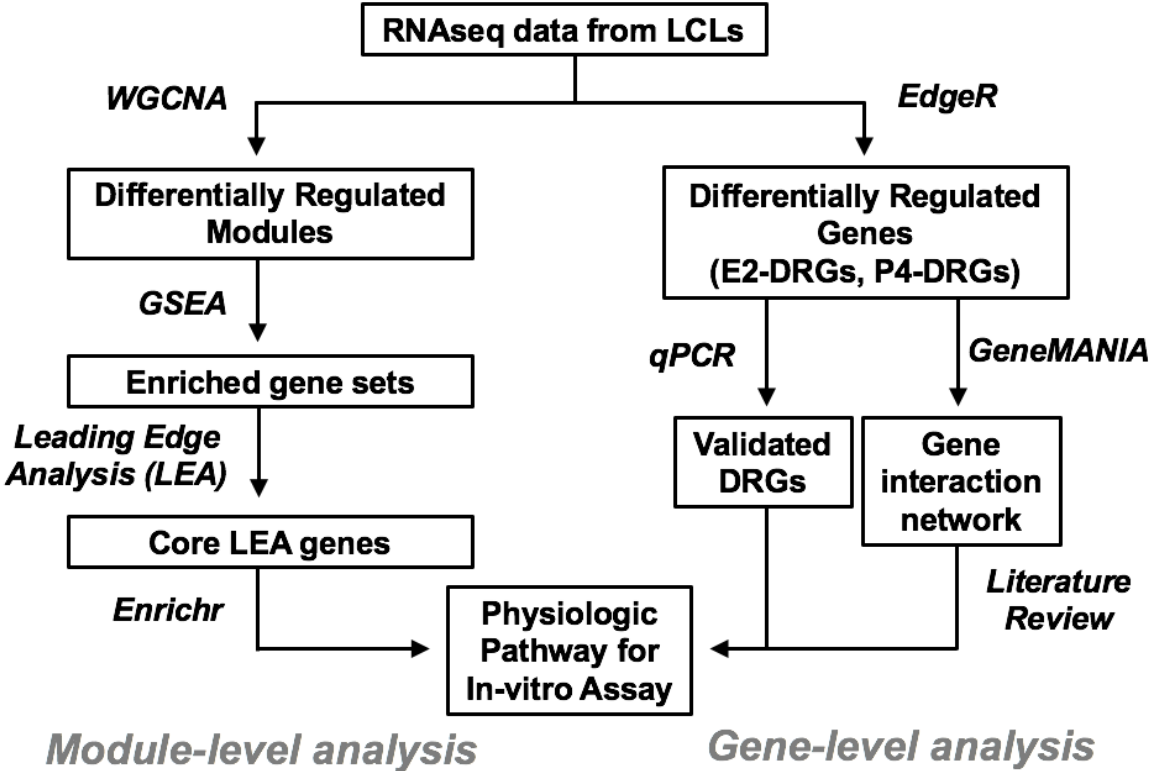 RNAseq data from LCLs
WGCNA
EdgeR
Differentially Regulated
Modules
Differentially Regulated
Genes
(E2-DRGs, P4-DRGs)
GSEA
qPCR
GeneMANIA
Enriched gene sets
Leading Edge
Analysis (LEA)
Validated
DRGs
Gene
interaction
network
Core LEA genes
Enrichr
Literature
Review
Physiologic
Pathway for
In-vitro Assay
Module-level analysis
Gene-level analysis